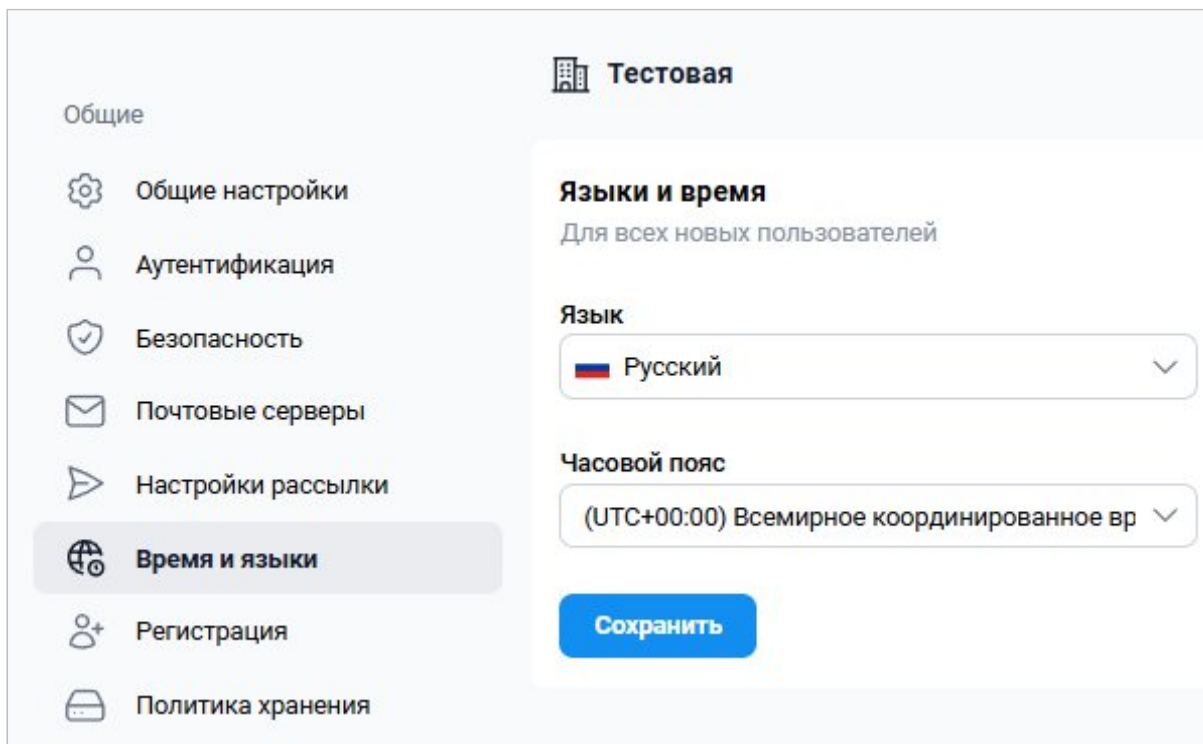 Тестовая
Общие
Общие настройки
Аутентификация
Безопасность
Почтовые серверы
Настройки рассылки
Время и языки
Регистрация
Политика хранения
Языки и время
Для всех новых пользователей
Язык
Русский
Часовой пояс
(UTC+00:00) Всемирное координированное вр
Сохранить